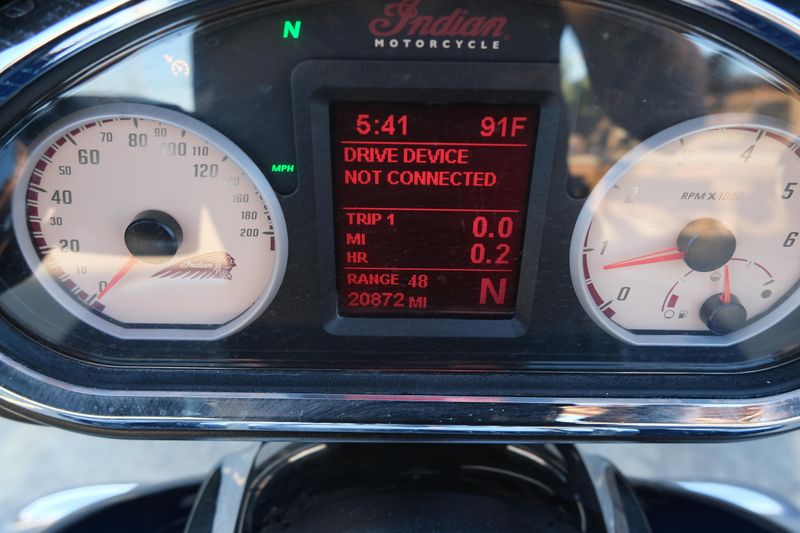 N
Indian
MOTORCYCLE
5:41 91F
DRIVE DEVICE
NOT CONNECTED
TRIP 1 0.0
MI
HR 0.2
RANGE 48 N
20872 MI
MPH
0 20 30 40 50 60 70 80 90 100 110 120
140 160 180 200
Indian
RPM X 1000
0 1 2 3 4 5 6